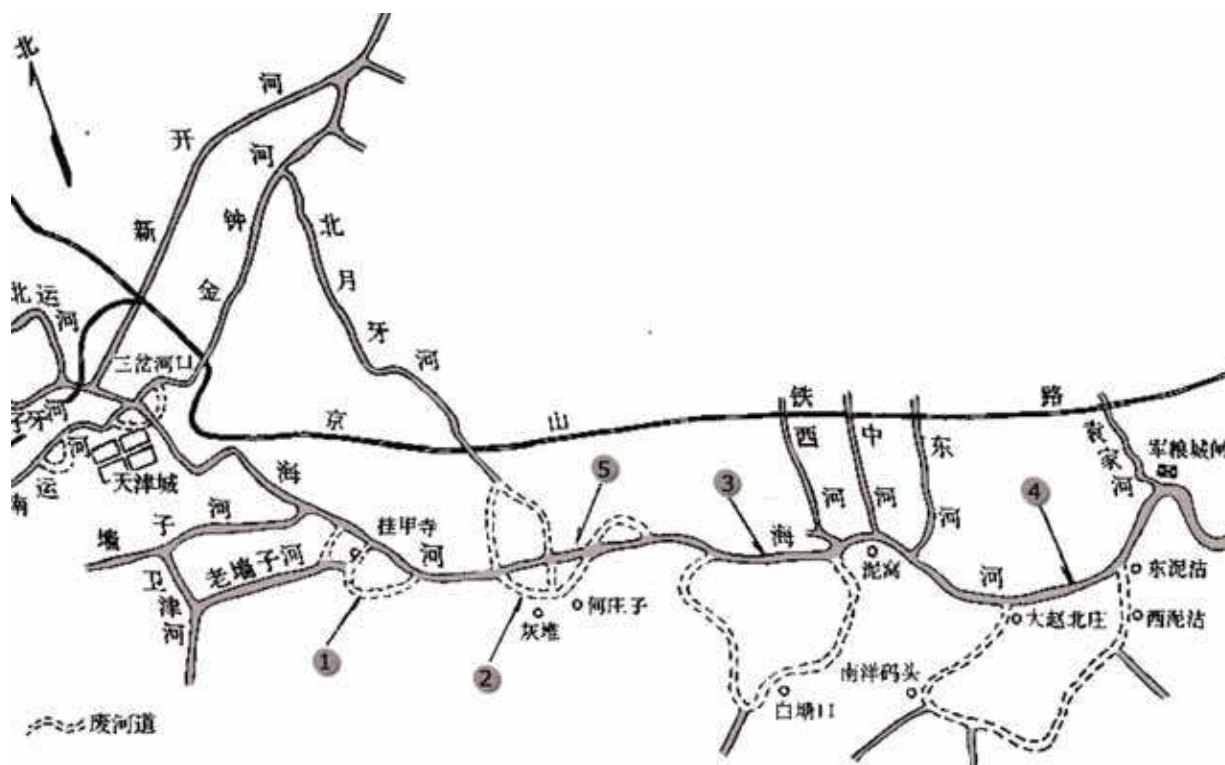 北
新开河
金钟河
北月牙河
北运河
三岔河口
子牙河
南运河
天津城
京山铁路
西河
中河
东河
袁家河
军粮城闸
墙子河
老墙子河
卫津河
海河
挂甲寺
海河
泥窝
灰堆
何庄子
大赵北庄
东泥沽
西泥沽
南洋码头
白塘口
废河道
1
2
3
4
5